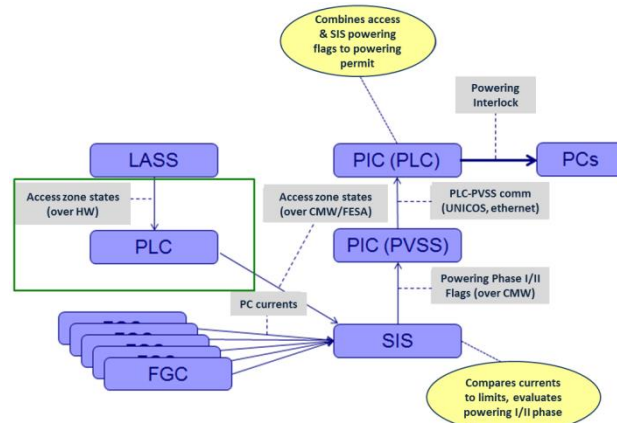 Combines access
& SIS powering
flags to powering
permit
Powering
Interlock
LASS
PIC (PLC)
PCs
Access zone states
(over HW)
Access zone states
(over CMW/FESA)
PLC-PVSS comm
(UNICOS, ethernet)
PLC
PIC (PVSS)
PC currents
Powering Phase I/II
Flags (over CMW)
SIS
FGC
Compares currents
to limits, evaluates
powering I/II phase